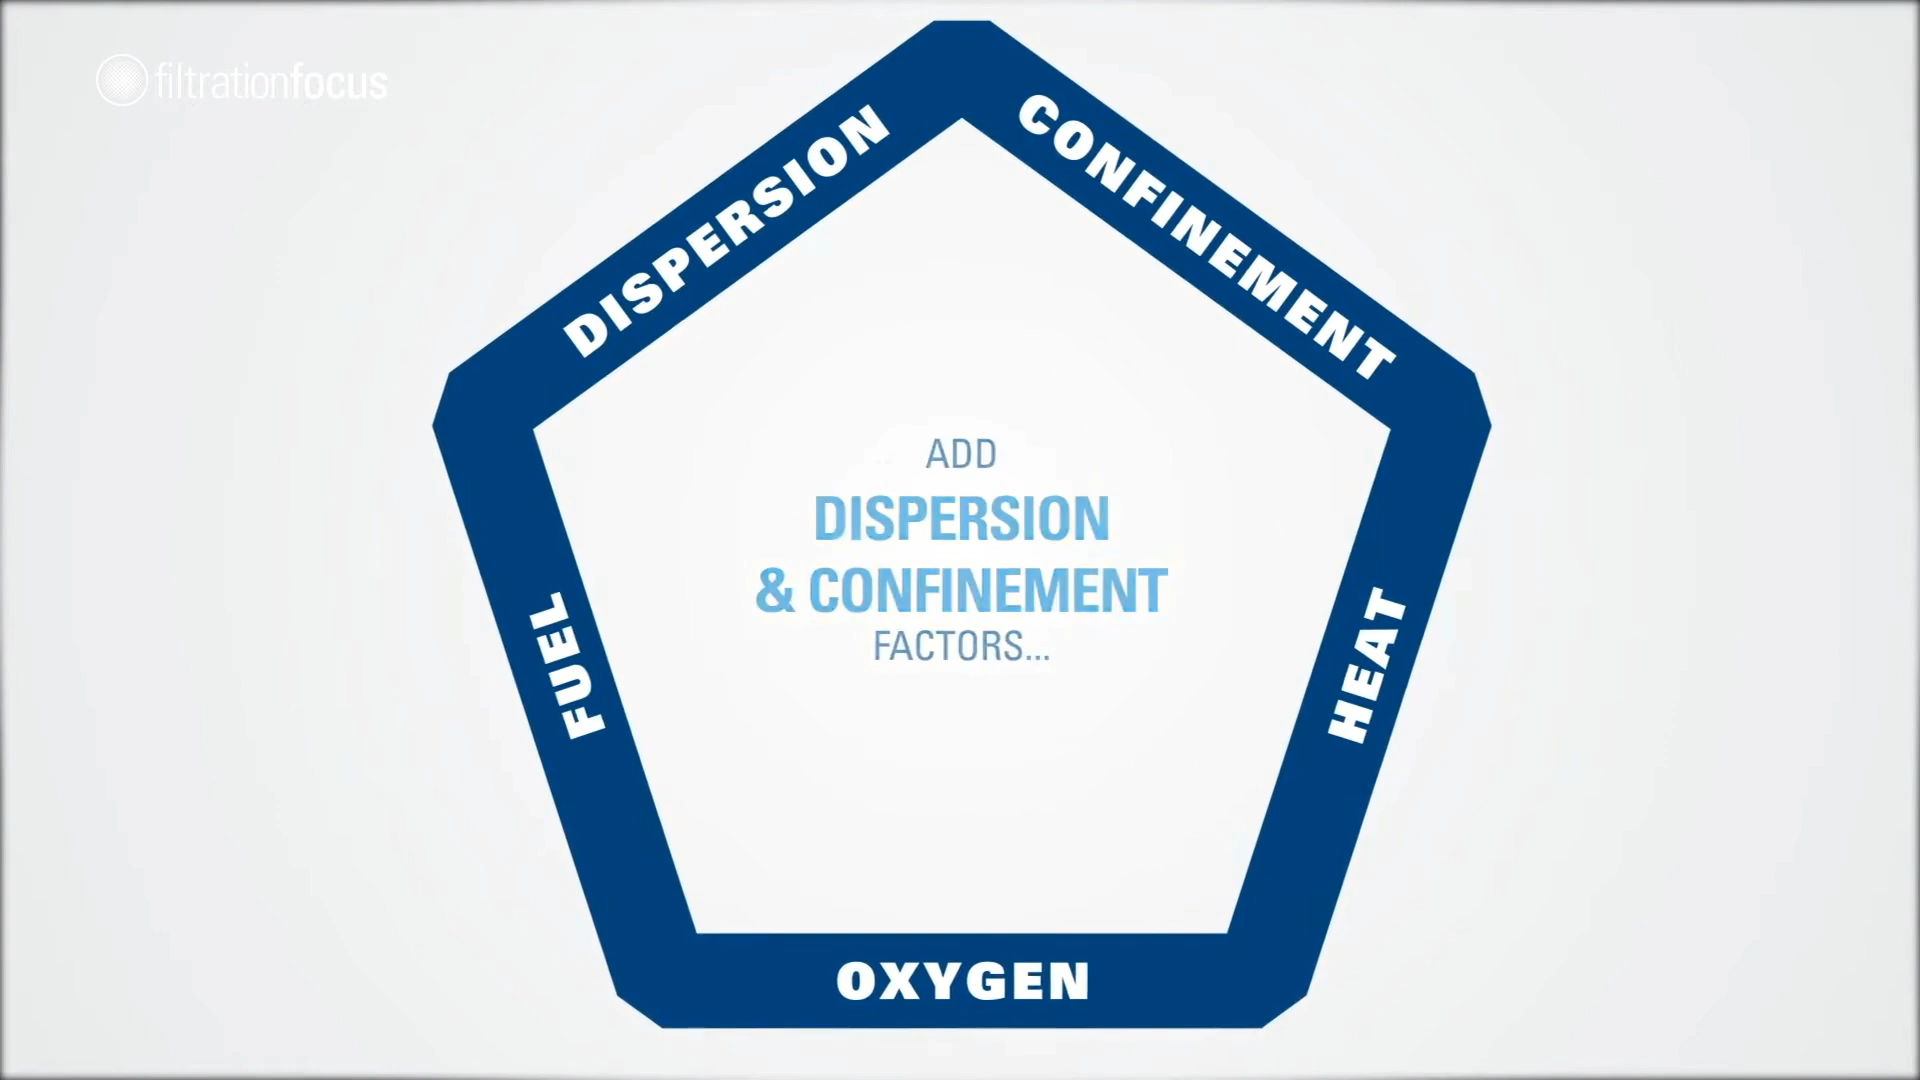 filtrationfocus
DISPERSION
CONFINEMENT
ADD
DISPERSION
& CONFINEMENT
FACTORS...
FUEL
HEAT
OXYGEN